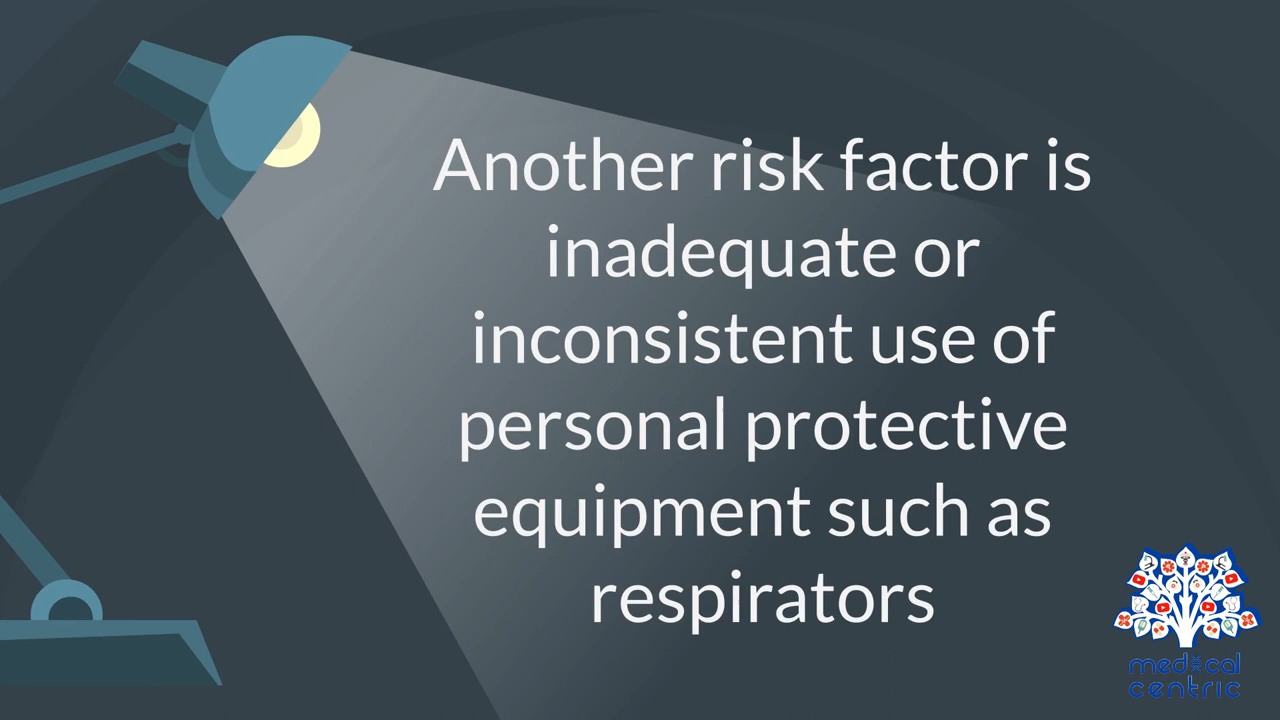 Another risk factor is
inadequate or
inconsistent use of
personal protective
equipment such as
respirators
medical
centric